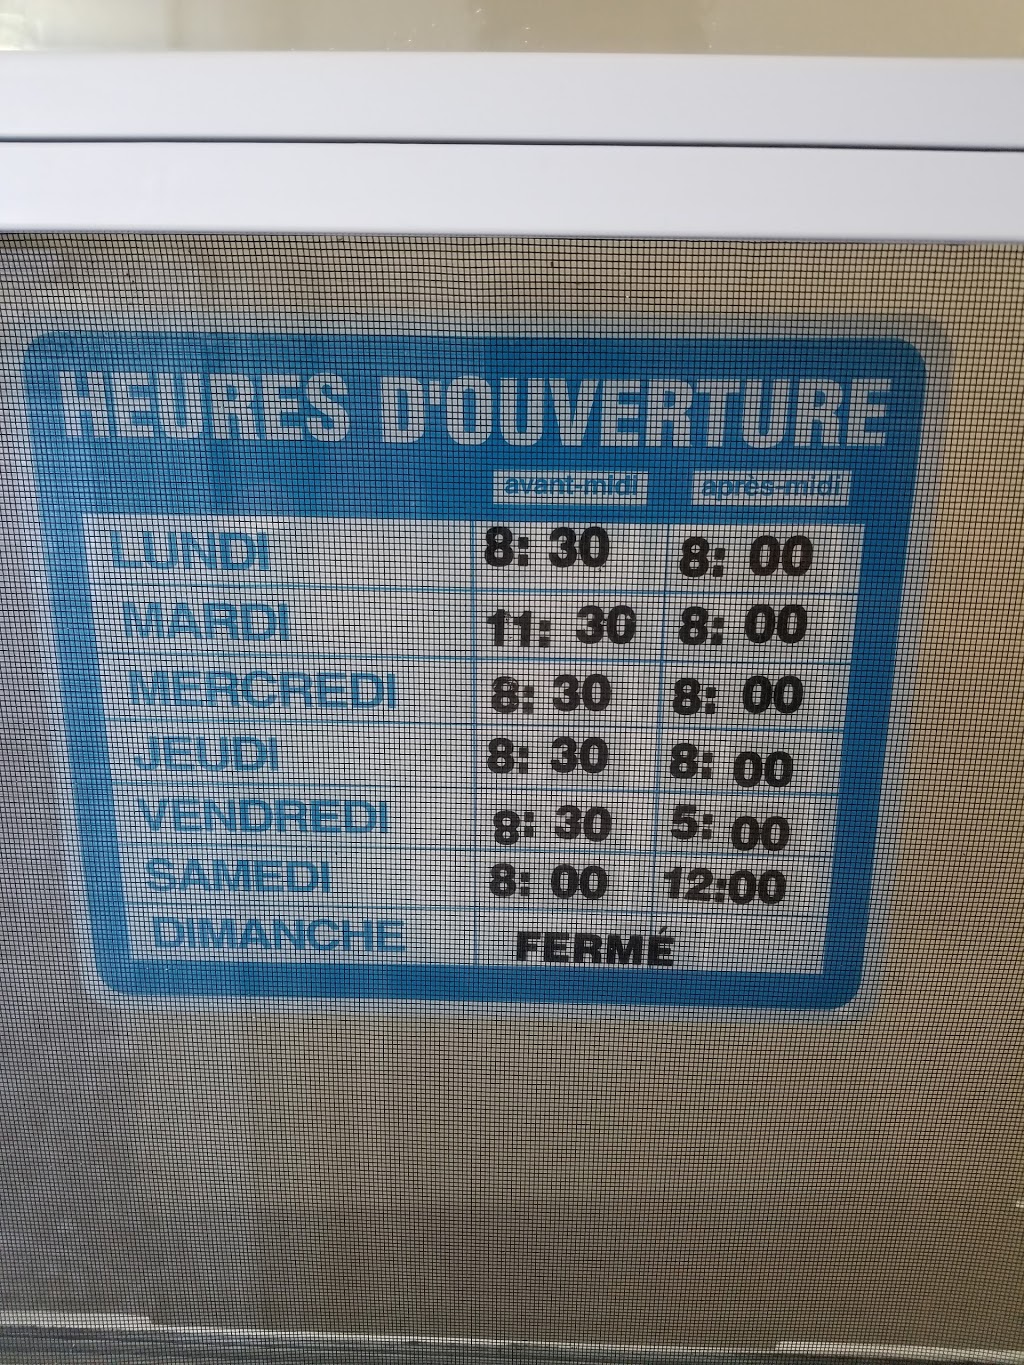 HEURES D'OUVERTURE
avant-midi après-midi
LUNDI 8: 30 8: 00
MARDI 11: 30 8: 00
MERCREDI 8: 30 8: 00
JEUDI 8: 30 8: 00
VENDREDI 8: 30 5: 00
SAMEDI 8: 00 12:00
DIMANCHE FERMÉ